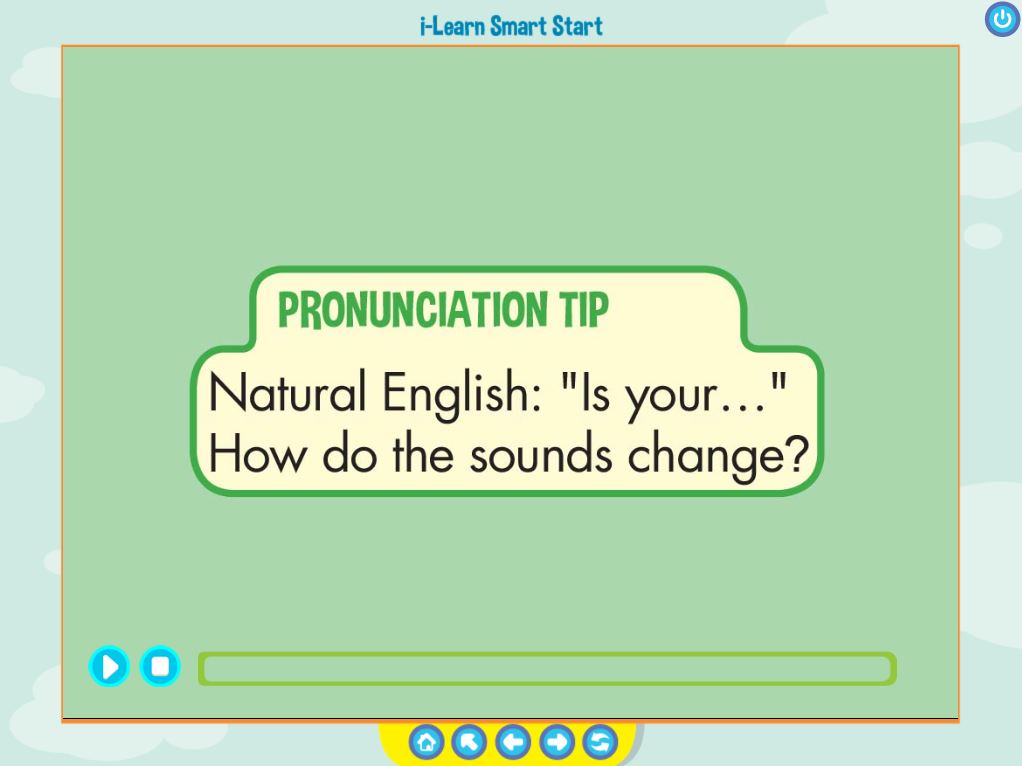 i-Learn Smart Start
PRONUNCIATION TIP
Natural English: "Is your..."
How do the sounds change?